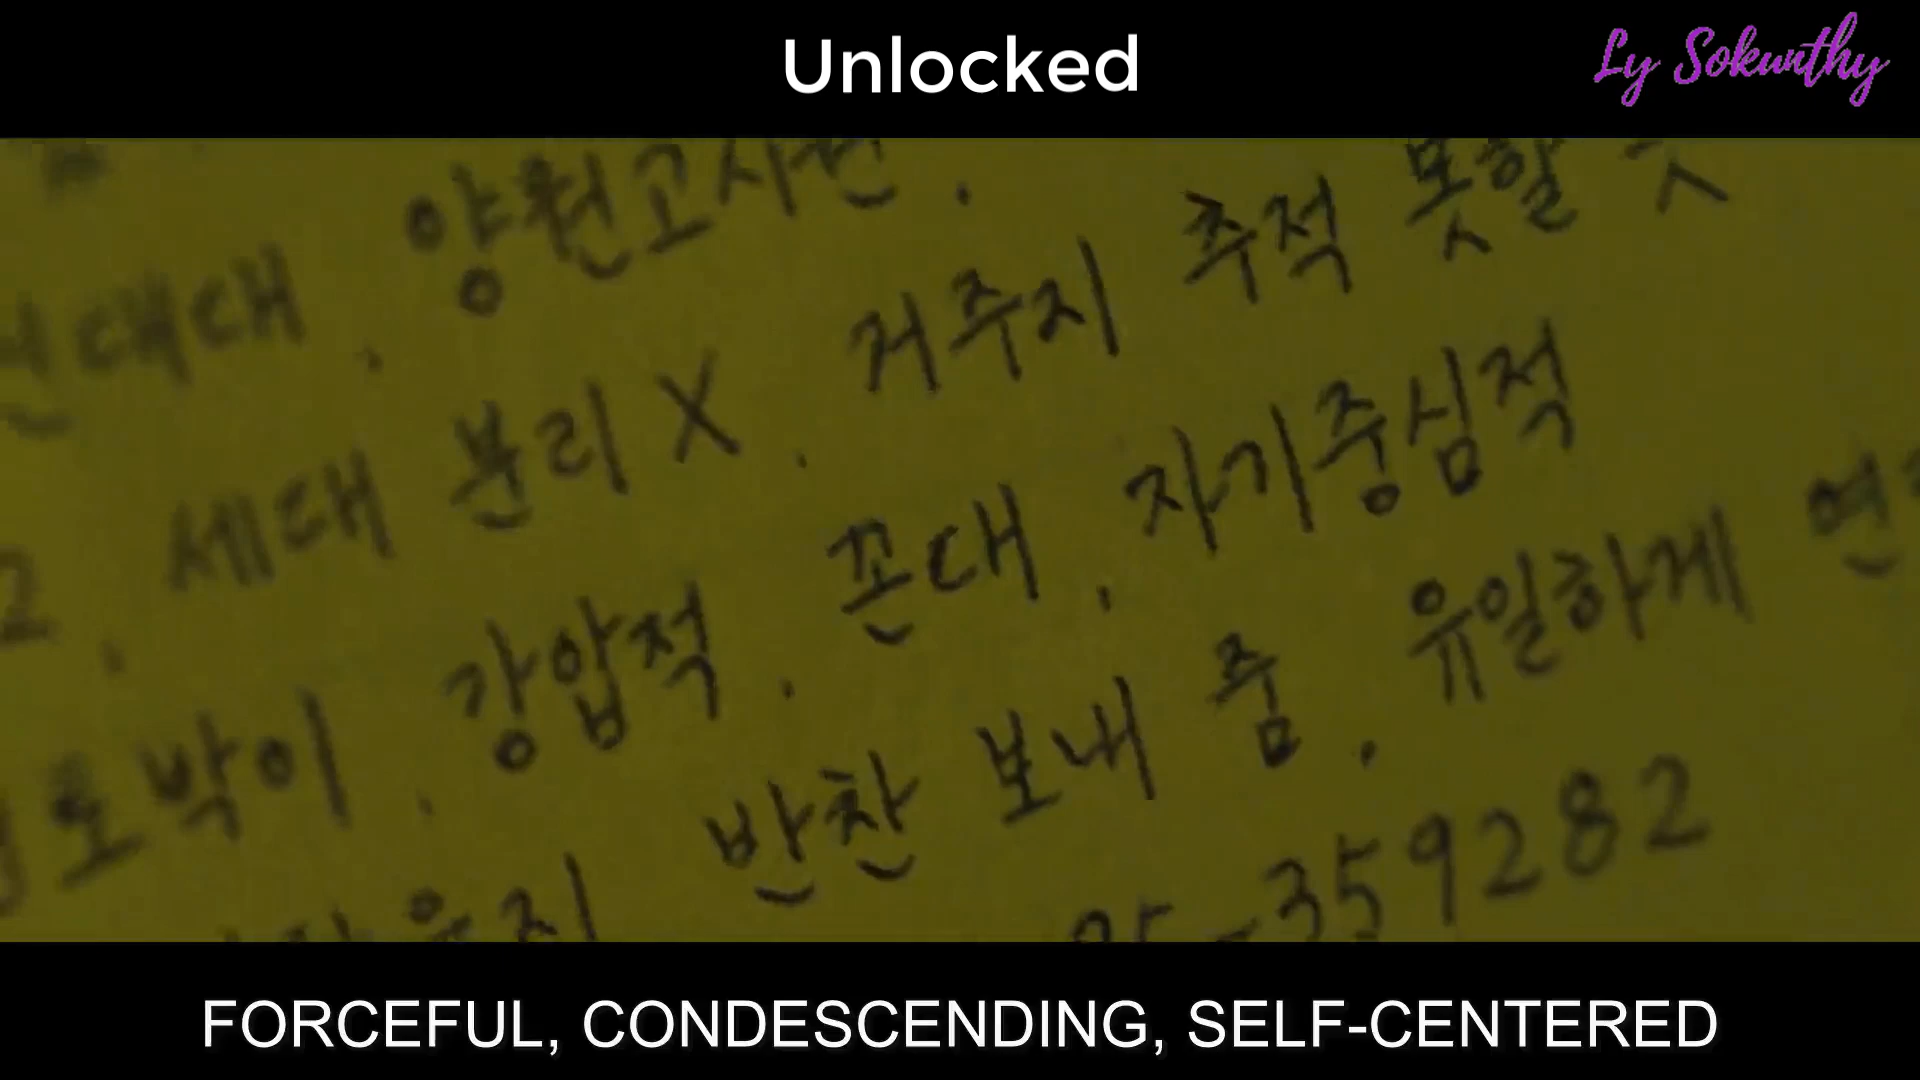 Unlocked
Ly Sokunthy
양원고시원.
거주지 추적 못할
2. 세대 분리 X.
강압적, 꼰대, 자기중심적
반찬 보내 줌. 유일하게
359282
FORCEFUL, CONDESCENDING, SELF-CENTERED